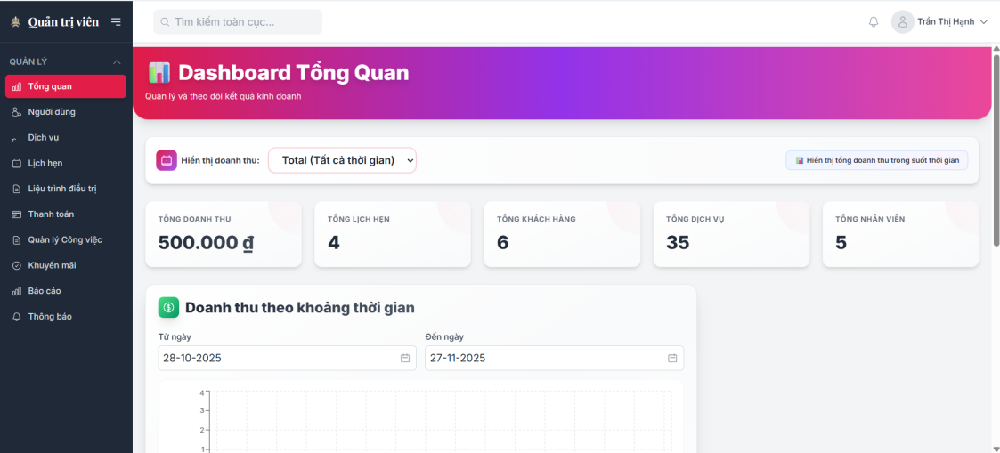 Quản trị viên
Tìm kiếm toàn cục...
Trần Thị Hạnh
QUẢN LÝ
Tổng quan
Người dùng
Dịch vụ
Lịch hẹn
Liệu trình điều trị
Thanh toán
Quản lý Công việc
Khuyến mãi
Báo cáo
Thông báo
Dashboard Tổng Quan
Quản lý và theo dõi kết quả kinh doanh
Hiển thị doanh thu:
Total (Tất cả thời gian)
Hiển thị tổng doanh thu trong suốt thời gian
TỔNG DOANH THU
500.000 ₫
TỔNG LỊCH HẸN
4
TỔNG KHÁCH HÀNG
6
TỔNG DỊCH VỤ
35
TỔNG NHÂN VIÊN
5
Doanh thu theo khoảng thời gian
Từ ngày
28-10-2025
Đến ngày
27-11-2025
4
3
2
1